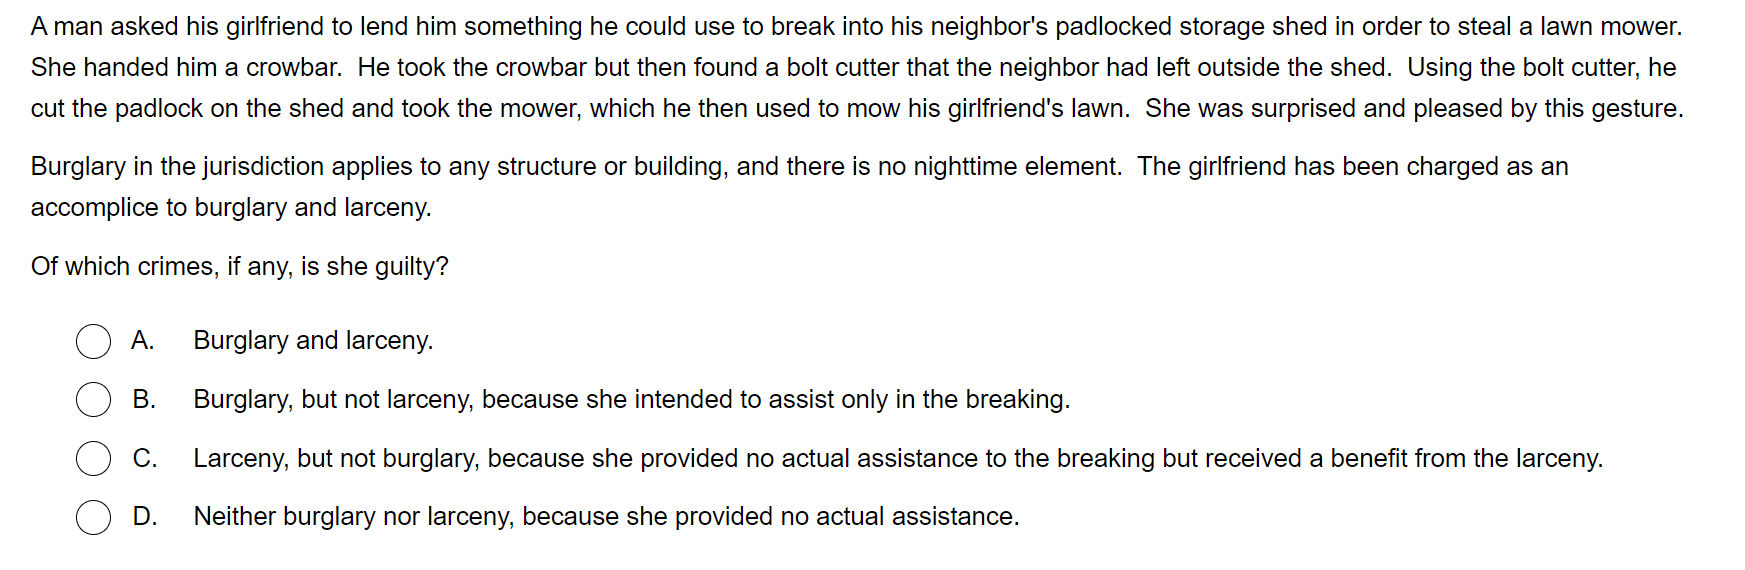 A man asked his girlfriend to lend him something he could use to break into his neighbor's padlocked storage shed in order to steal a lawn mower.
She handed him a crowbar.  He took the crowbar but then found a bolt cutter that the neighbor had left outside the shed.  Using the bolt cutter, he
cut the padlock on the shed and took the mower, which he then used to mow his girlfriend's lawn.  She was surprised and pleased by this gesture.
Burglary in the jurisdiction applies to any structure or building, and there is no nighttime element.  The girlfriend has been charged as an
accomplice to burglary and larceny.
Of which crimes, if any, is she guilty?
A. Burglary and larceny.
B. Burglary, but not larceny, because she intended to assist only in the breaking.
C. Larceny, but not burglary, because she provided no actual assistance to the breaking but received a benefit from the larceny.
D. Neither burglary nor larceny, because she provided no actual assistance.